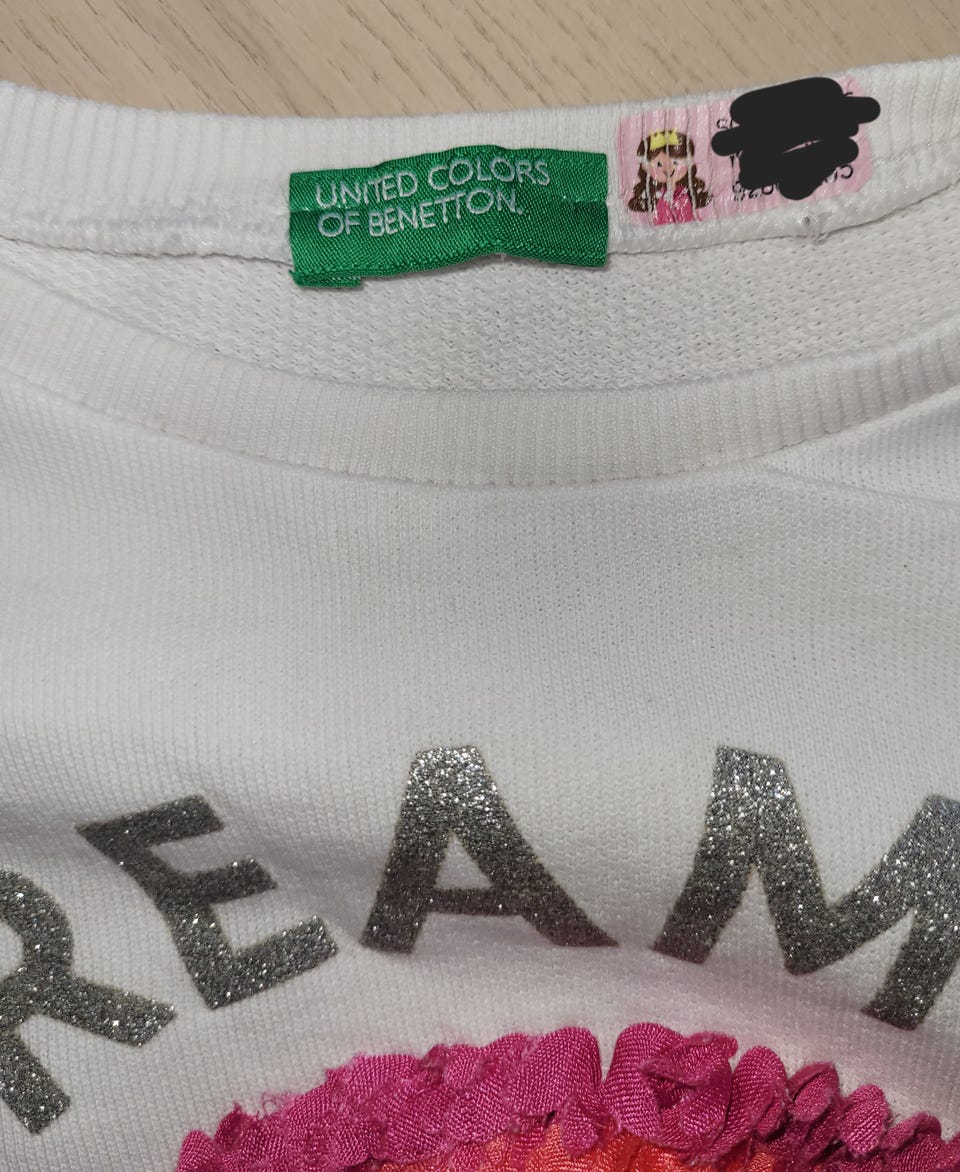 UNITED COLORS
OF BENETTON.
REAM